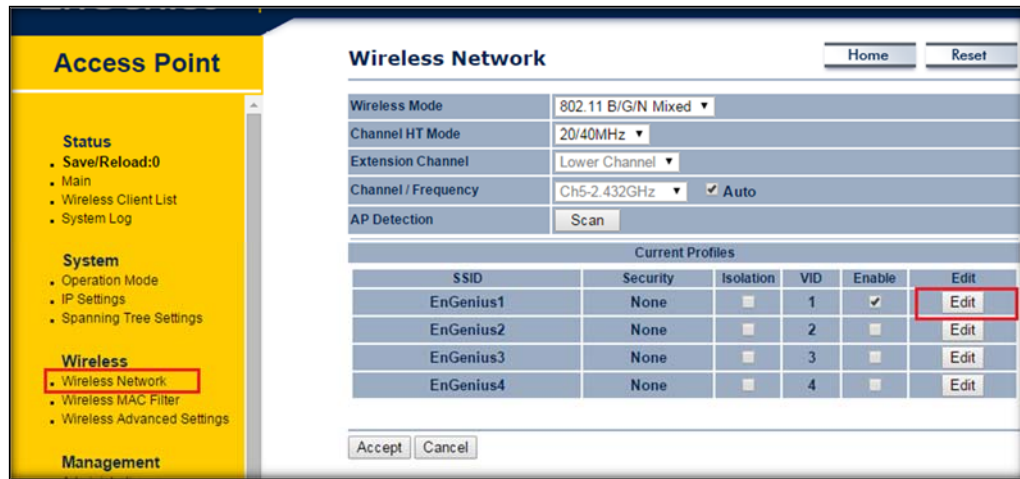 Access Point
Status
Save/Reload:0
Main
Wireless Client List
System Log
System
Operation Mode
IP Settings
Spanning Tree Settings
Wireless
Wireless Network
Wireless MAC Filter
Wireless Advanced Settings
Management
Wireless Network
Home Reset
Wireless Mode 802.11 B/G/N Mixed
Channel HT Mode 20/40MHz
Extension Channel Lower Channel
Channel / Frequency Ch5-2.432GHz Auto
AP Detection Scan
Current Profiles
SSID Security Isolation VID Enable Edit
EnGenius1 None 1 Edit
EnGenius2 None 2 Edit
EnGenius3 None 3 Edit
EnGenius4 None 4 Edit
Accept Cancel